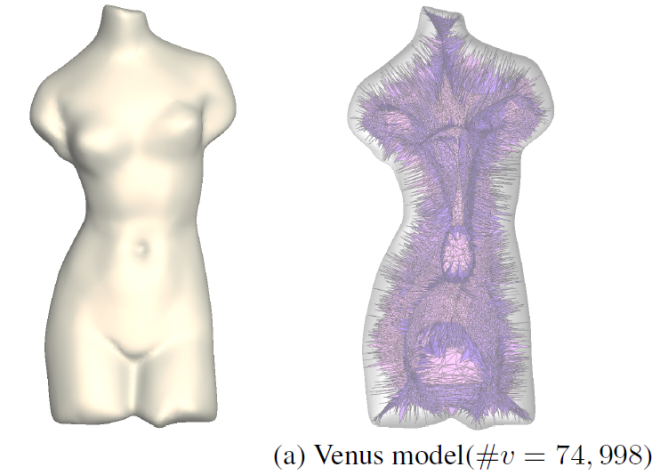 (a) Venus model(#v = 74, 998)